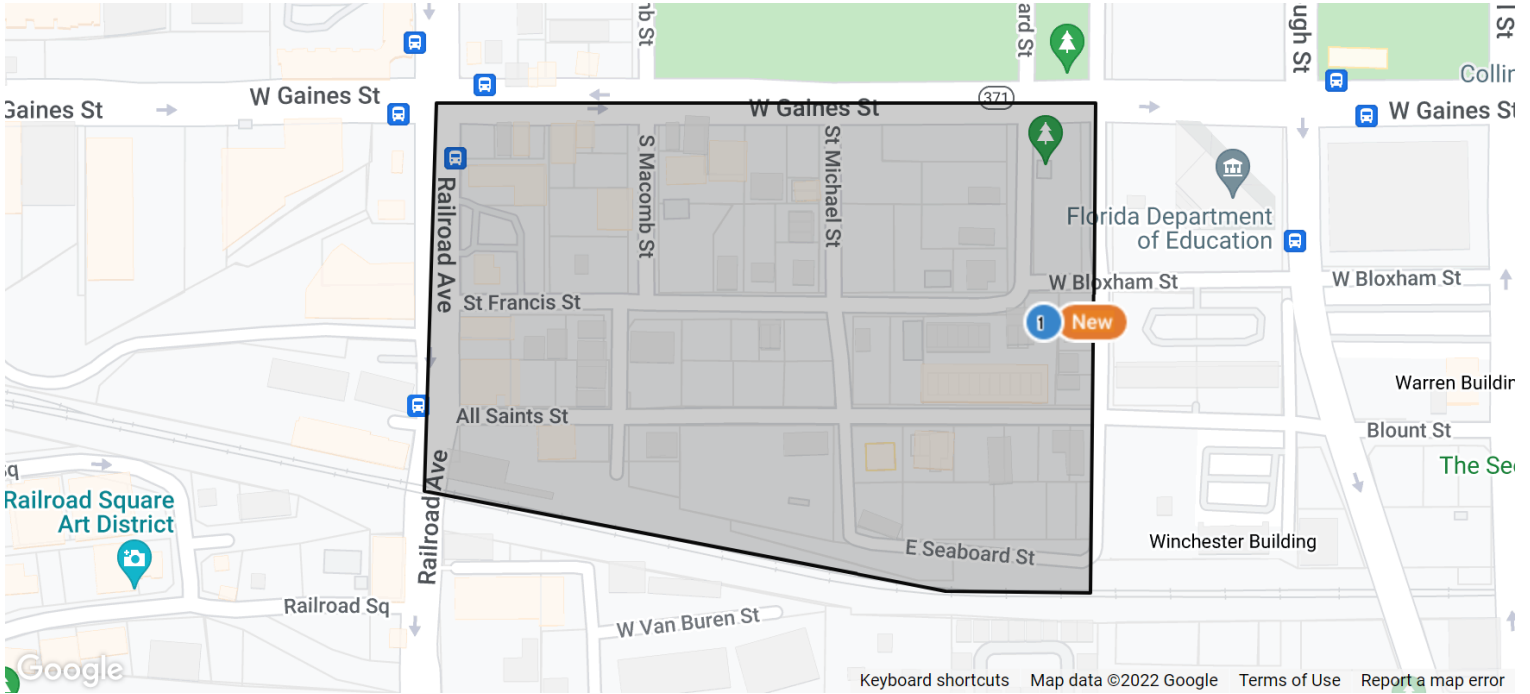 nb St
ard St
ugh St
l St
Collin
W Gaines St
Gaines St
W Gaines St
371
W Gaines St
S Macomb St
St Michael St
Railroad Ave
Florida Department
of Education
W Bloxham St
W Bloxham St
St Francis St
1
New
Warren Buildin
All Saints St
Blount St
Railroad Ave
The Sec
Sq
Railroad Square
Art District
Winchester Building
E Seaboard St
Railroad Sq
W Van Buren St
Google
Keyboard shortcuts
Map data ©2022 Google
Terms of Use
Report a map error